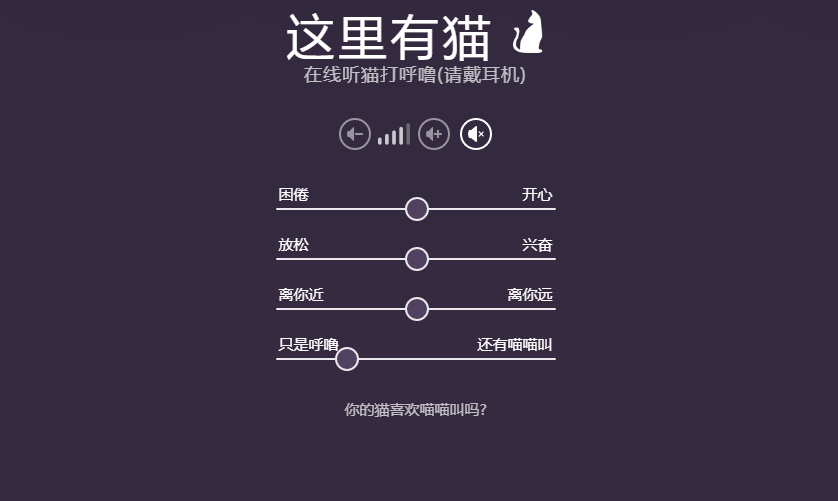 这里有猫
在线听猫打呼噜(请戴耳机)
困倦 开心
放松 兴奋
离你近 离你远
只是呼噜 还有喵喵叫
你的猫喜欢喵喵叫吗?